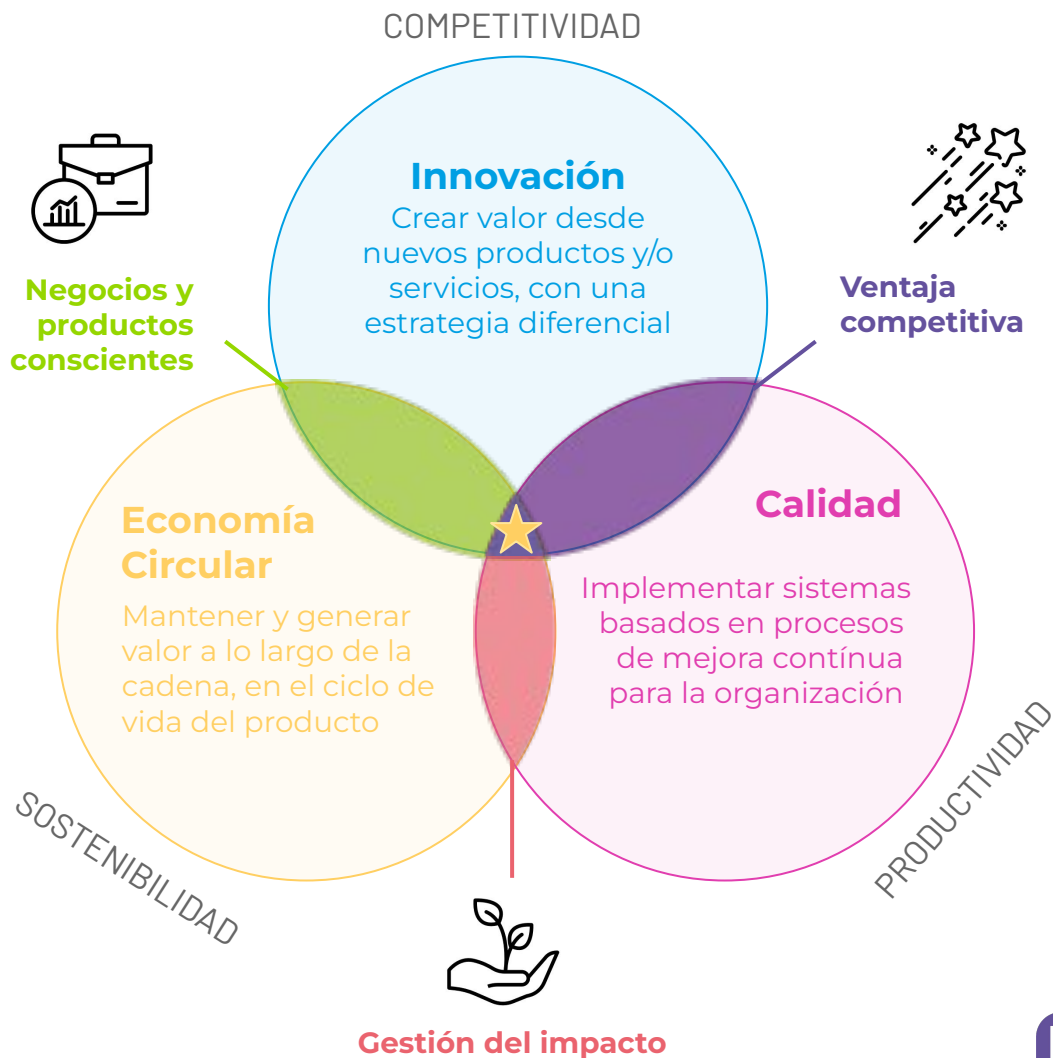 COMPETITIVIDAD
Innovación
Crear valor desde
nuevos productos y/o
servicios, con una
estrategia diferencial
Negocios y
productos
conscientes
Ventaja
competitiva
Economía
Circular
Mantener y generar
valor a lo largo de la
cadena, en el ciclo de
vida del producto
Calidad
Implementar sistemas
basados en procesos
de mejora contínua
para la organización
SOSTENIBILIDAD
PRODUCTIVIDAD
Gestión del impacto